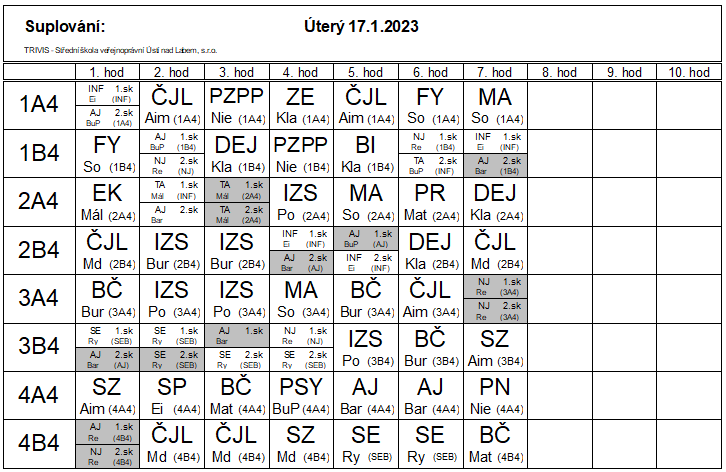 Suplování: Úterý 17.1.2023
TRIVIS - Střední škola veřejnoprávní Ústí nad Labem, s.r.o.
1. hod 2. hod 3. hod 4. hod 5. hod 6. hod 7. hod 8. hod 9. hod 10. hod
1A4
INF 1.sk
Ei (INF)
AJ 2.sk
BuP (1A4)
ČJL
Aim (1A4)
PZPP
Nie (1A4)
ZE
Kla (1A4)
ČJL
Aim (1A4)
FY
So (1A4)
MA
So (1A4)
1B4
FY
So (1B4)
AJ 1.sk
BuP (1B4)
NJ 2.sk
Re (NJ)
DEJ
Kla (1B4)
PZPP
Nie (1B4)
BI
Kla (1B4)
NJ 1.sk
Re (1B4)
TA 2.sk
BuP (INF)
INF 1.sk
Ei (INF)
AJ 2.sk
Bar (1B4)
2A4
EK
Mál (2A4)
TA 1.sk
Mál (INF)
AJ 2.sk
Bar
TA 1.sk
Mál (2A4)
TA 2.sk
Mál (2A4)
IZS
Po (2A4)
MA
So (2A4)
PR
Mat (2A4)
DEJ
Kla (2A4)
2B4
ČJL
Md (2B4)
IZS
Bur (2B4)
IZS
Bur (2B4)
INF 1.sk
Ei (INF)
AJ 2.sk
Bar (AJ)
AJ 1.sk
BuP (AJ)
INF 2.sk
Ei (INF)
DEJ
Kla (2B4)
ČJL
Md (2B4)
3A4
BČ
Bur (3A4)
IZS
Po (3A4)
IZS
Po (3A4)
MA
So (3A4)
BČ
Bur (3A4)
ČJL
Aim (3A4)
NJ 1.sk
Re (3A4)
NJ 2.sk
Re (3A4)
3B4
SE 1.sk
Ry (SEB)
AJ 2.sk
Bar (AJ)
SE 1.sk
Ry (SEB)
SE 2.sk
Ry (SEB)
AJ 1.sk
Bar
SE 2.sk
Ry (SEB)
NJ 1.sk
Re (NJ)
SE 2.sk
Ry (SEB)
IZS
Po (3B4)
BČ
Bur (3B4)
SZ
Aim (3B4)
4A4
SZ
Aim (4A4)
SP
Ei (4A4)
BČ
Mat (4A4)
PSY
BuP (4A4)
AJ
Bar (4A4)
AJ
Bar (4A4)
PN
Nie (4A4)
4B4
AJ 1.sk
Re (4B4)
NJ 2.sk
Re (4B4)
ČJL
Md (4B4)
ČJL
Md (4B4)
SZ
Md (4B4)
SE
Ry (SEB)
SE
Ry (SEB)
BČ
Mat (4B4)